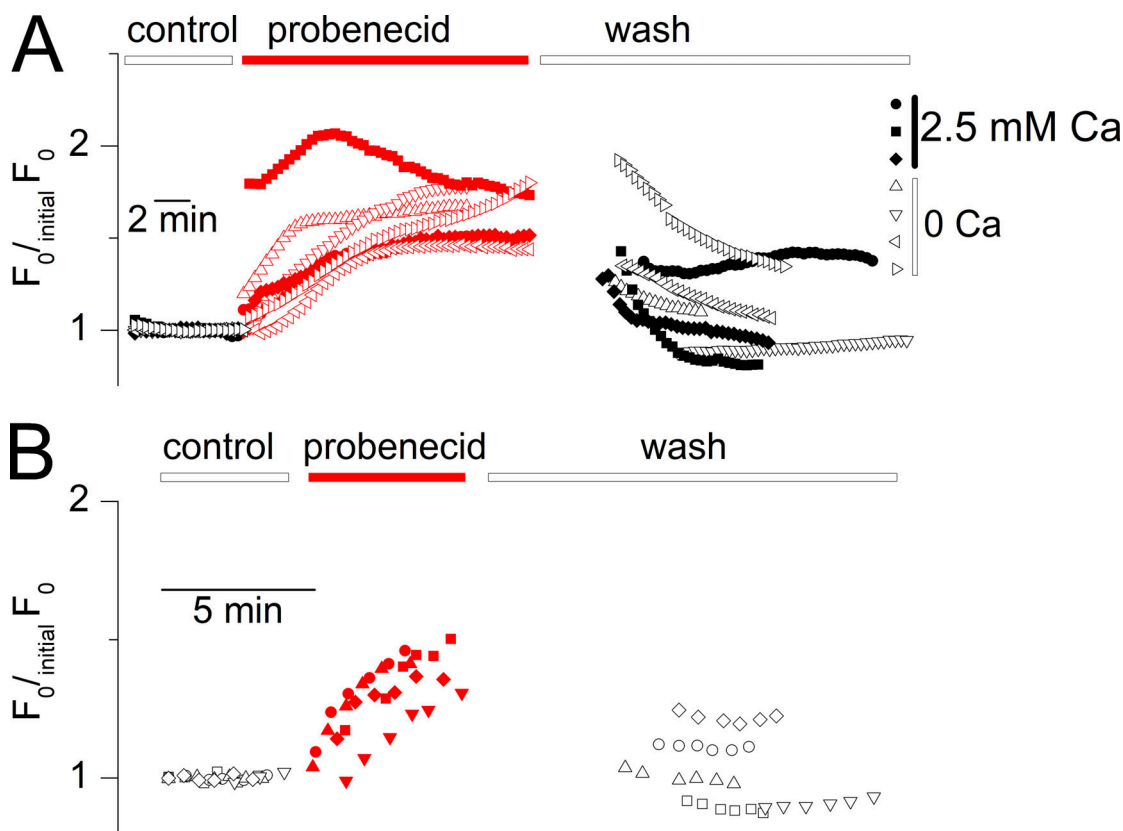 A
control probenecid wash
2
1
F0/initial F0
2 min
2.5 mM Ca
0 Ca
B
control probenecid wash
2
1
F0/initial F0
5 min